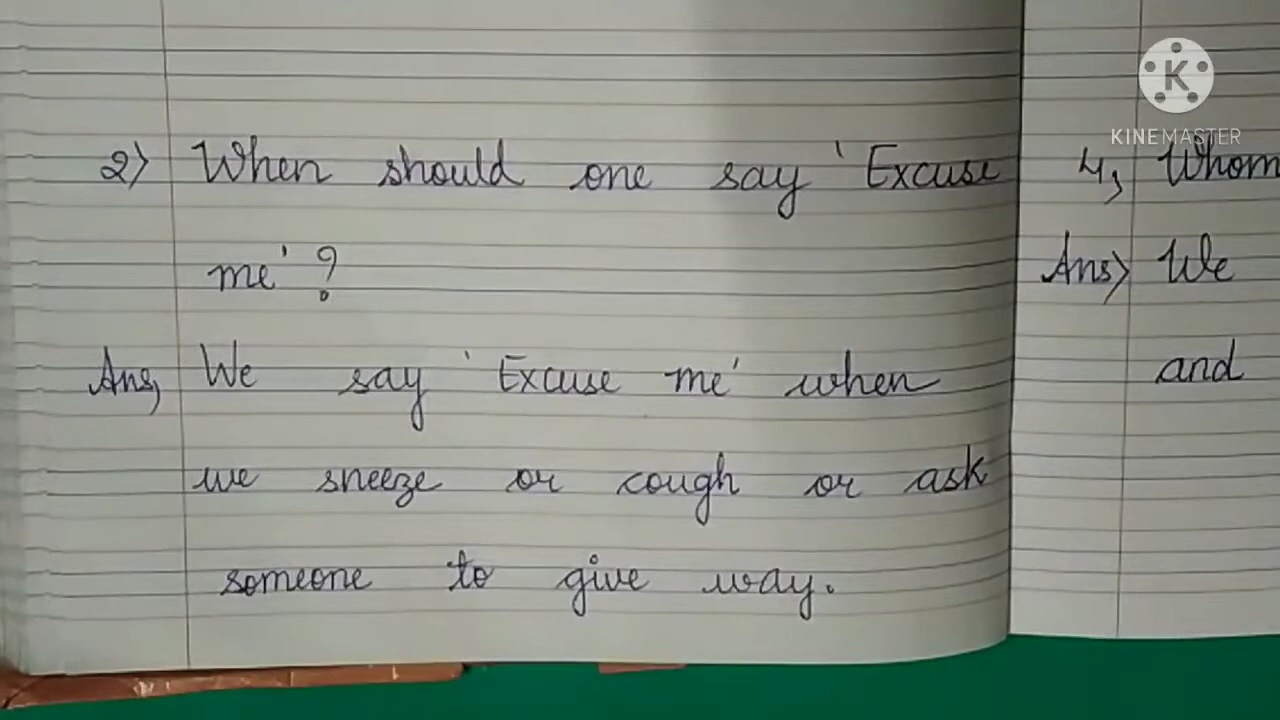 2) When should one say 'Excuse
me' ?
Ans, We say 'Excuse me' when
we sneeze or cough or ask
someone to give way.
4, Whom
Ans) We
and
KINEMASTER